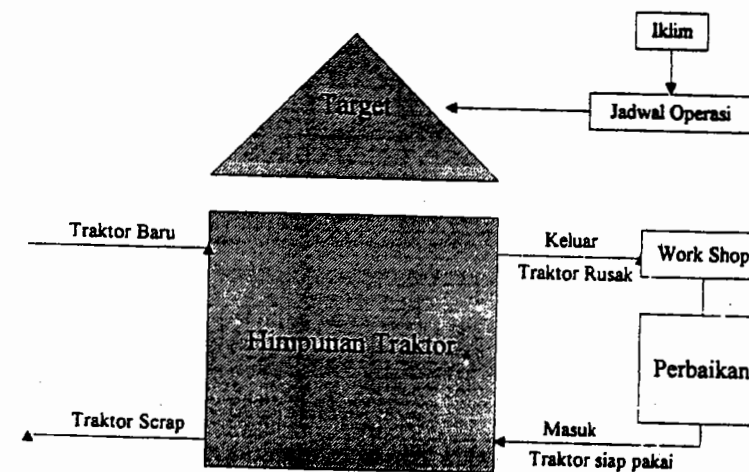 Iklim
Target
Jadwal Operasi
Traktor Baru
Keluar
Traktor Rusak
Work Shop
Himpunan Traktor
Perbaikan
Traktor Scrap
Masuk
Traktor siap pakai